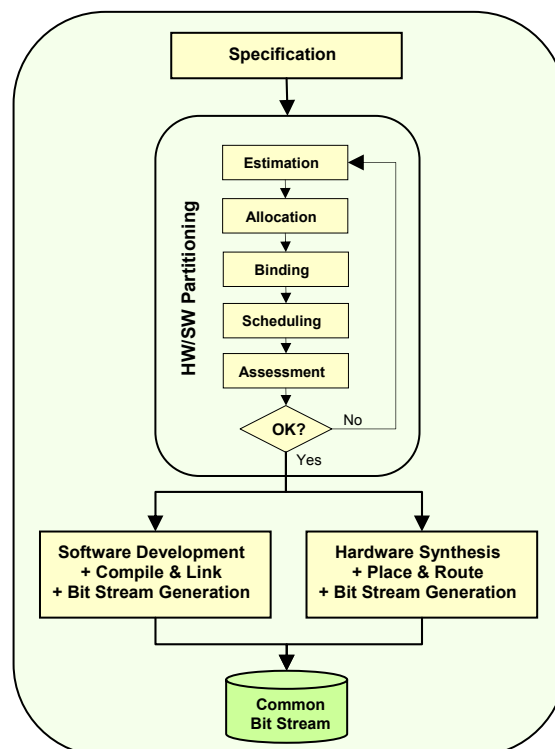 Specification
HW/SW Partitioning
Estimation
Allocation
Binding
Scheduling
Assessment
OK?
No
Yes
Software Development
+ Compile & Link
+ Bit Stream Generation
Hardware Synthesis
+ Place & Route
+ Bit Stream Generation
Common
Bit Stream